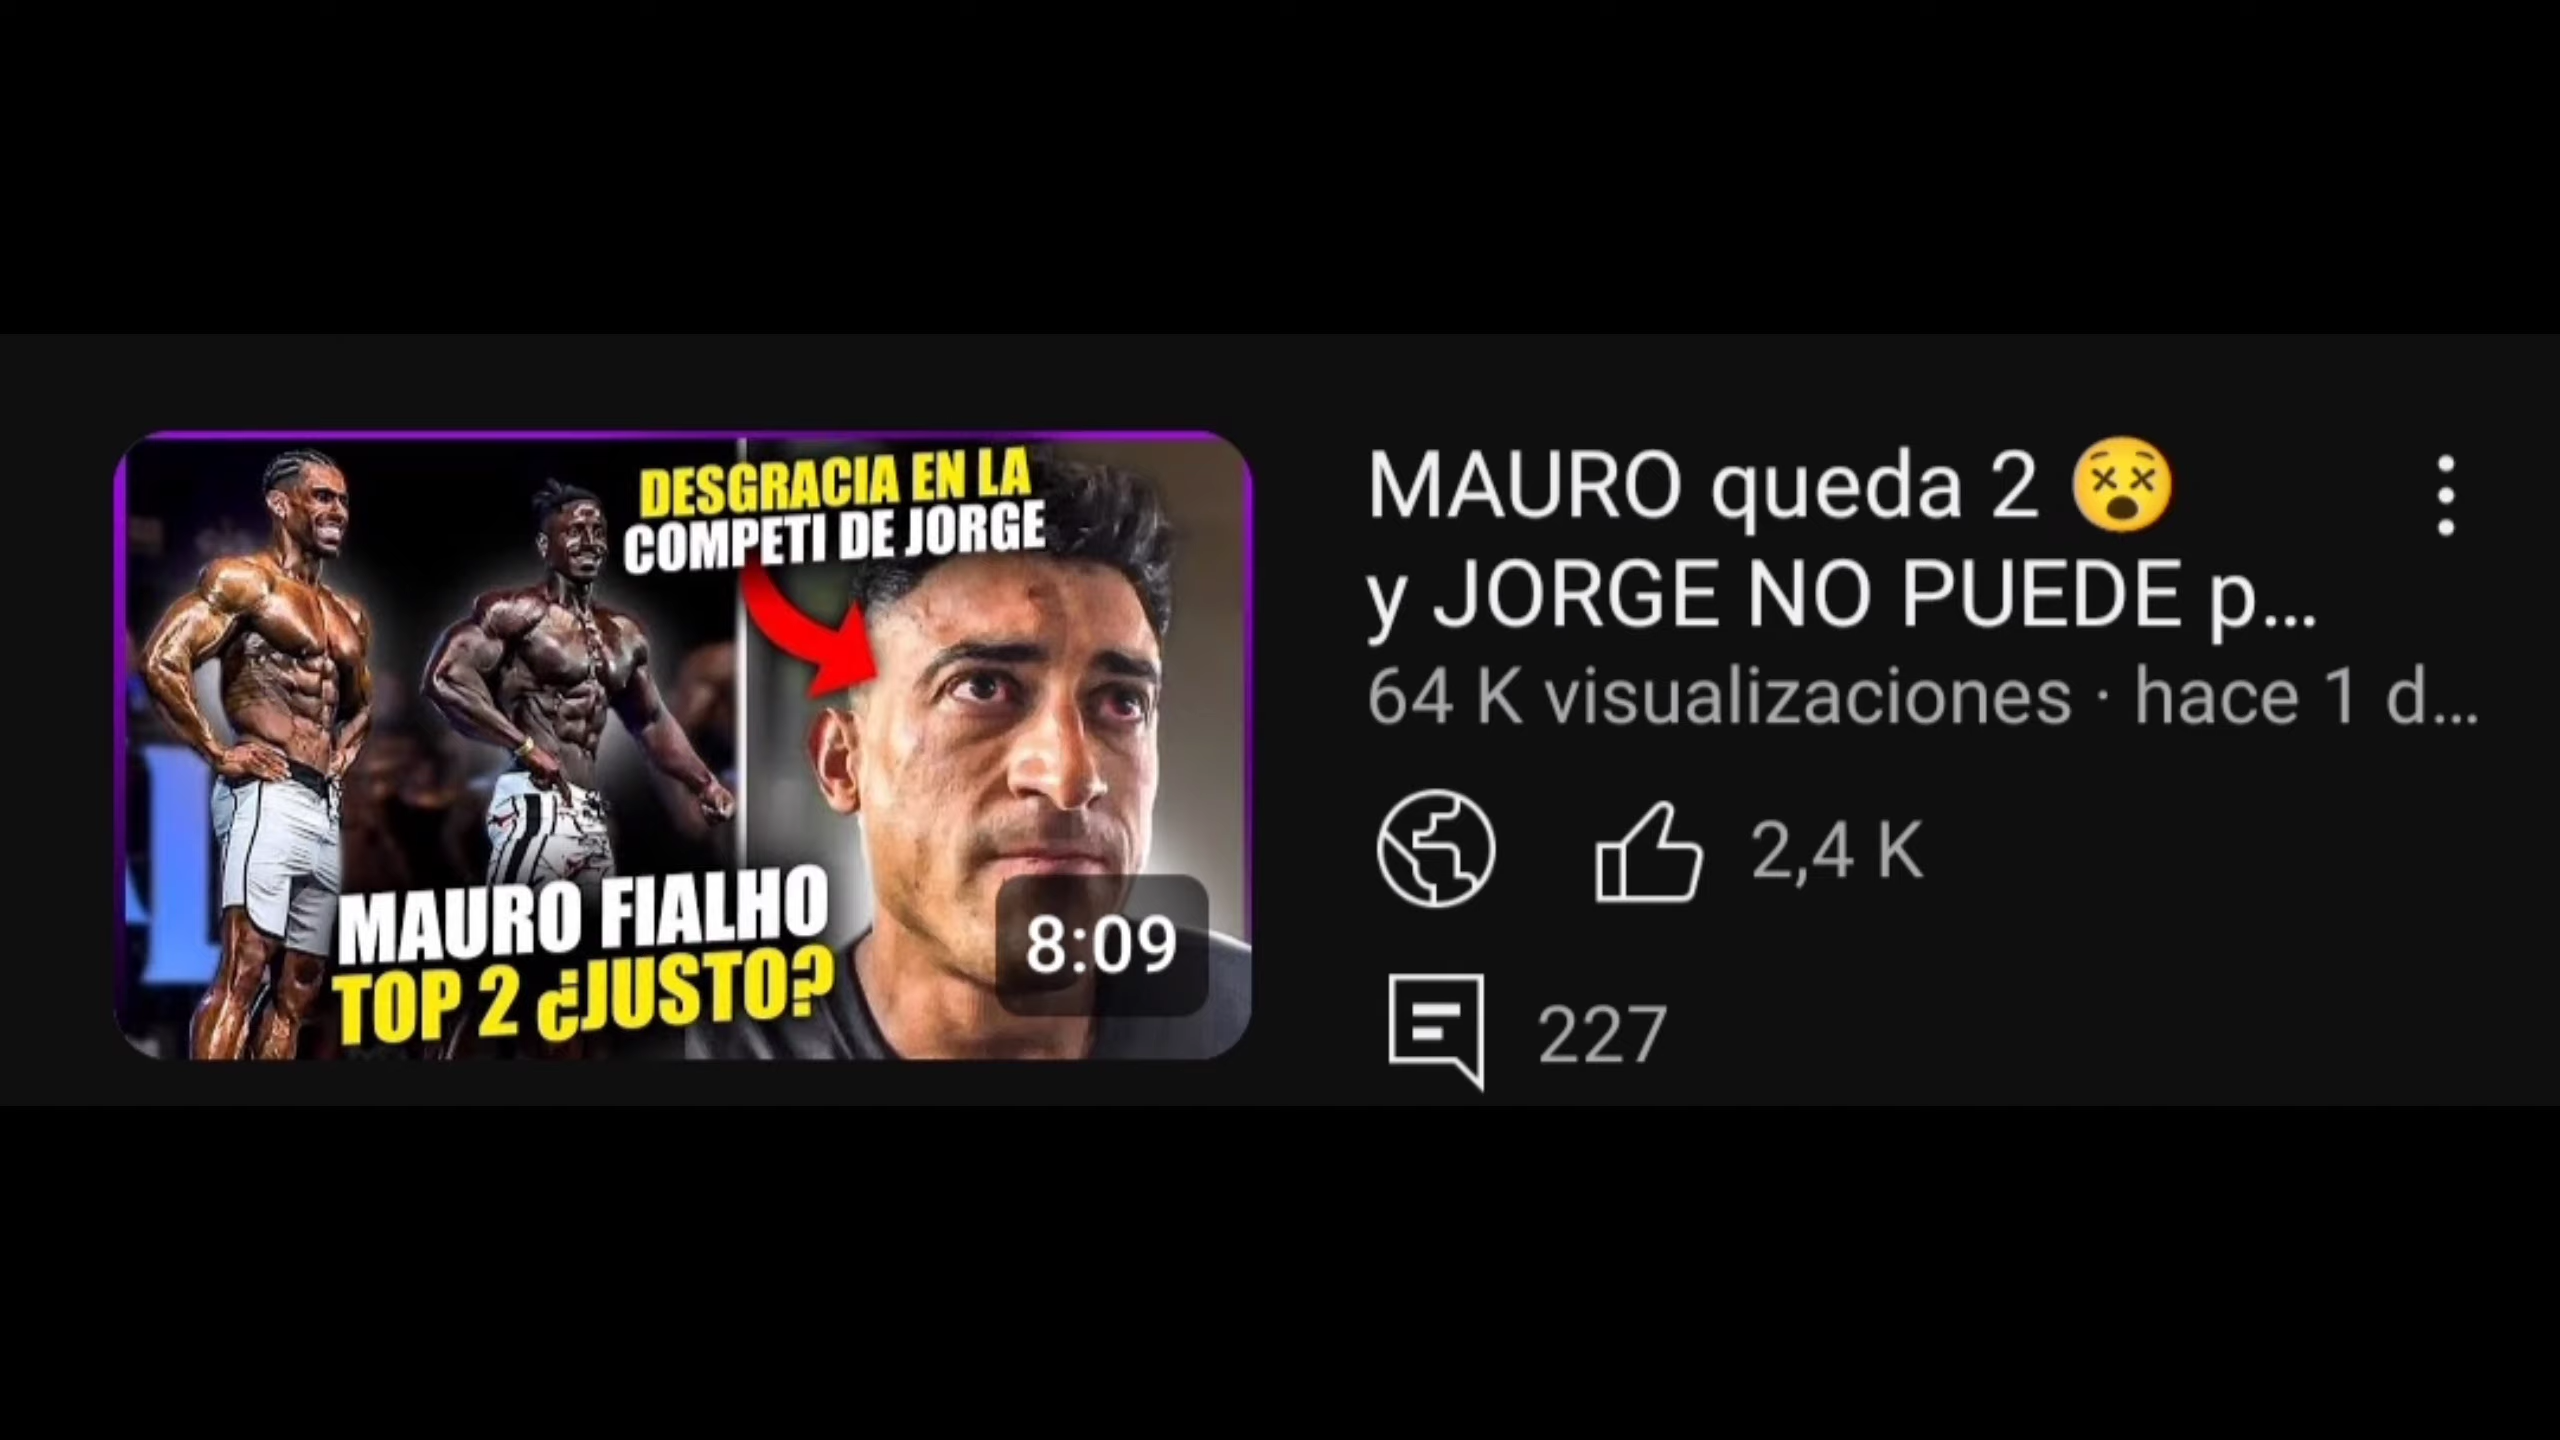 DESGRACIA EN LA
COMPETI DE JORGE
MAURO FIALHO
TOP 2 ¿JUSTO?
8:09
MAURO queda 2 😵
y JORGE NO PUEDE p...
64 K visualizaciones · hace 1 d...
2,4 K
227